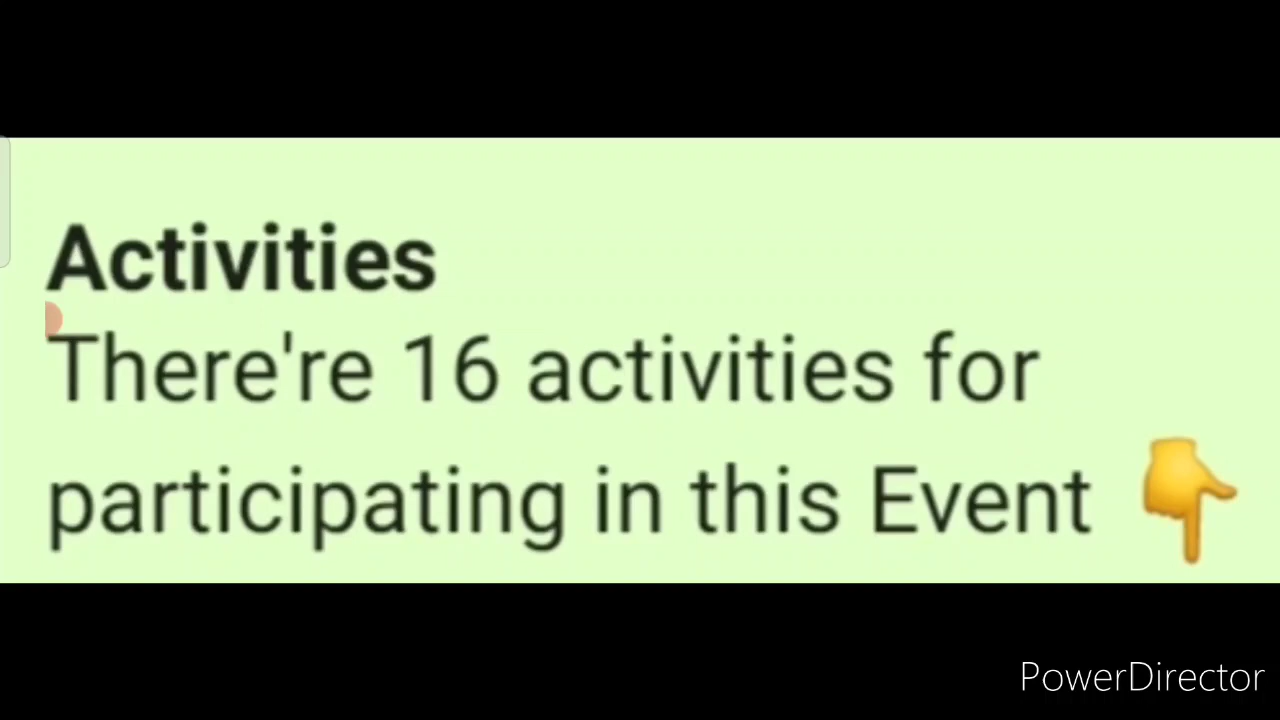 Activities
There're 16 activities for
participating in this Event 👇
PowerDirector